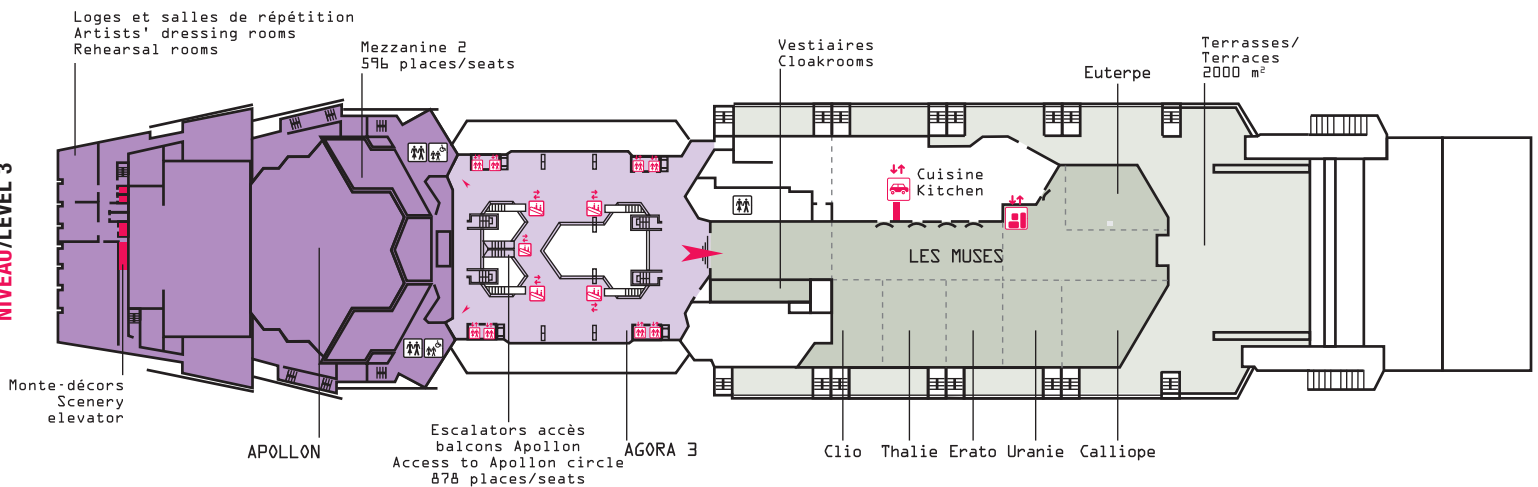 Loges et salles de répétition
Artists' dressing rooms
Rehearsal rooms
Mezzanine 2
596 places/seats
Vestiaires
Cloakrooms
Euterpe
Terrasses/
Terraces
2000 m²
NIVEAU/LEVEL 3
Cuisine
Kitchen
LES MUSES
Monte-décors
Scenery
elevator
APOLLON
Escalators accès
balcons Apollon
Access to Apollon circle
878 places/seats
AGORA 3
Clio
Thalie
Erato
Uranie
Calliope